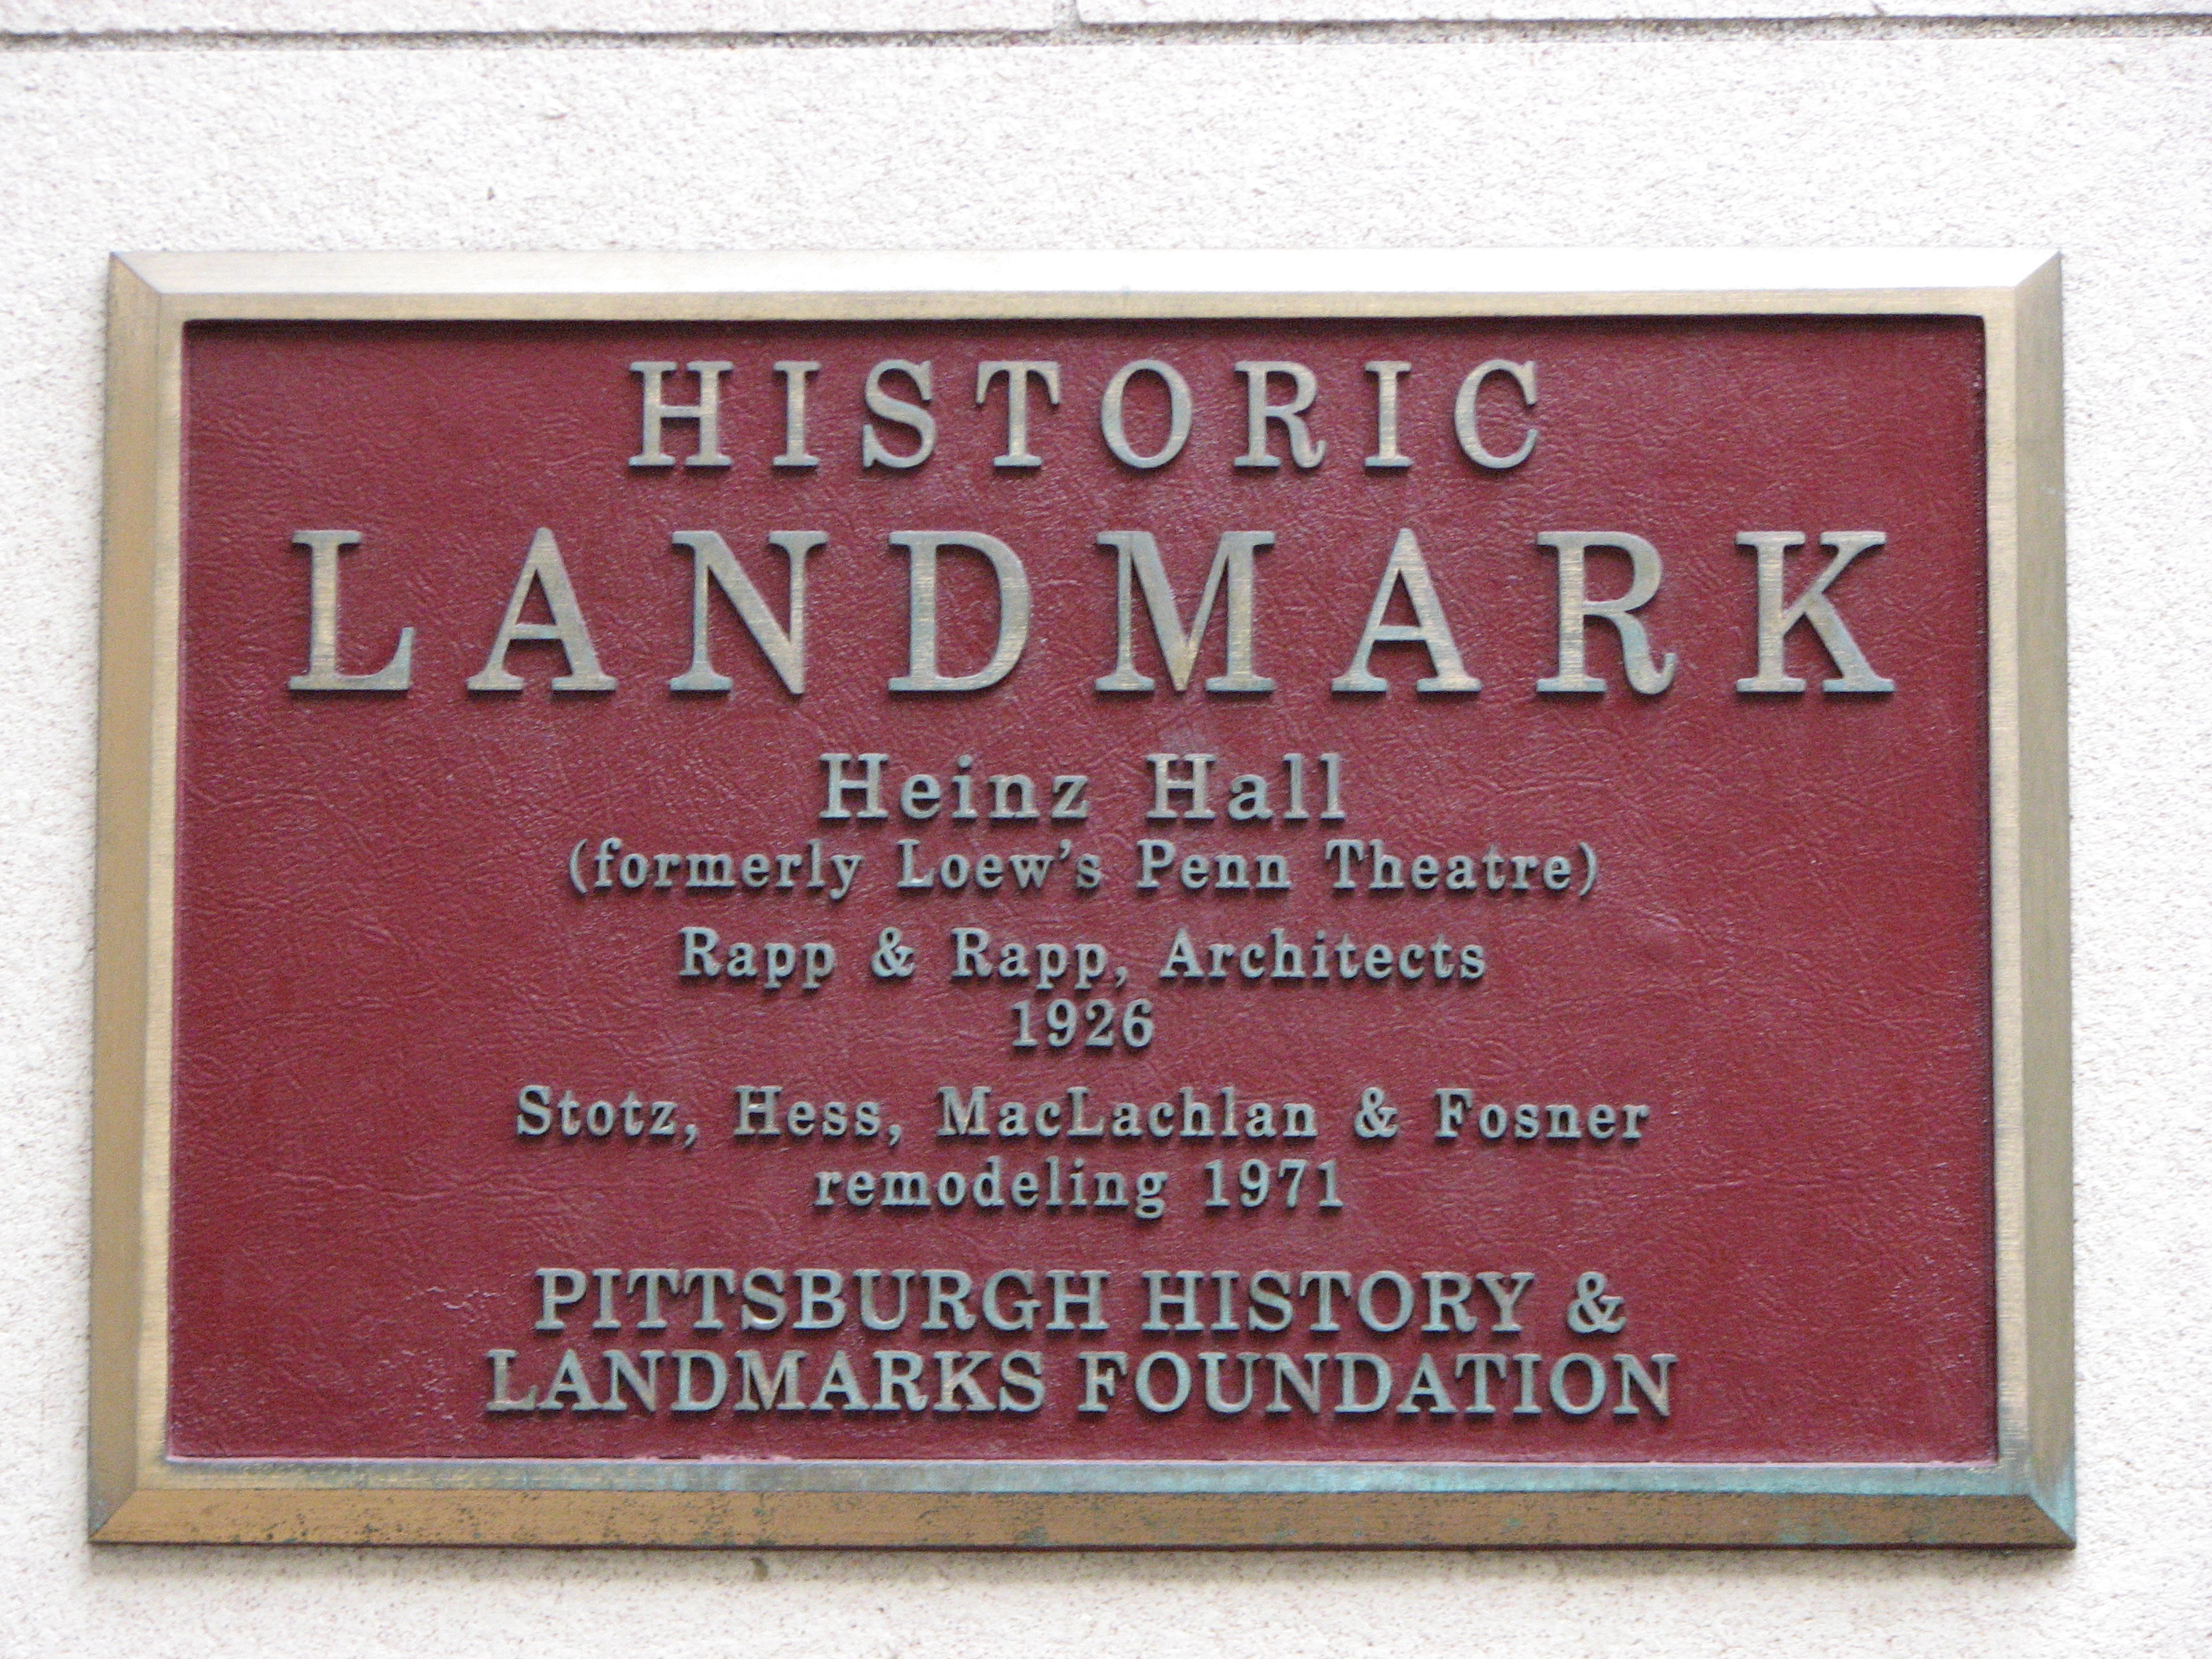 HISTORIC
LANDMARK
Heinz Hall
(formerly Loew's Penn Theatre)
Rapp & Rapp, Architects
1926
Stotz, Hess, MacLachlan & Fosner
remodeling 1971
PITTSBURGH HISTORY &
LANDMARKS FOUNDATION